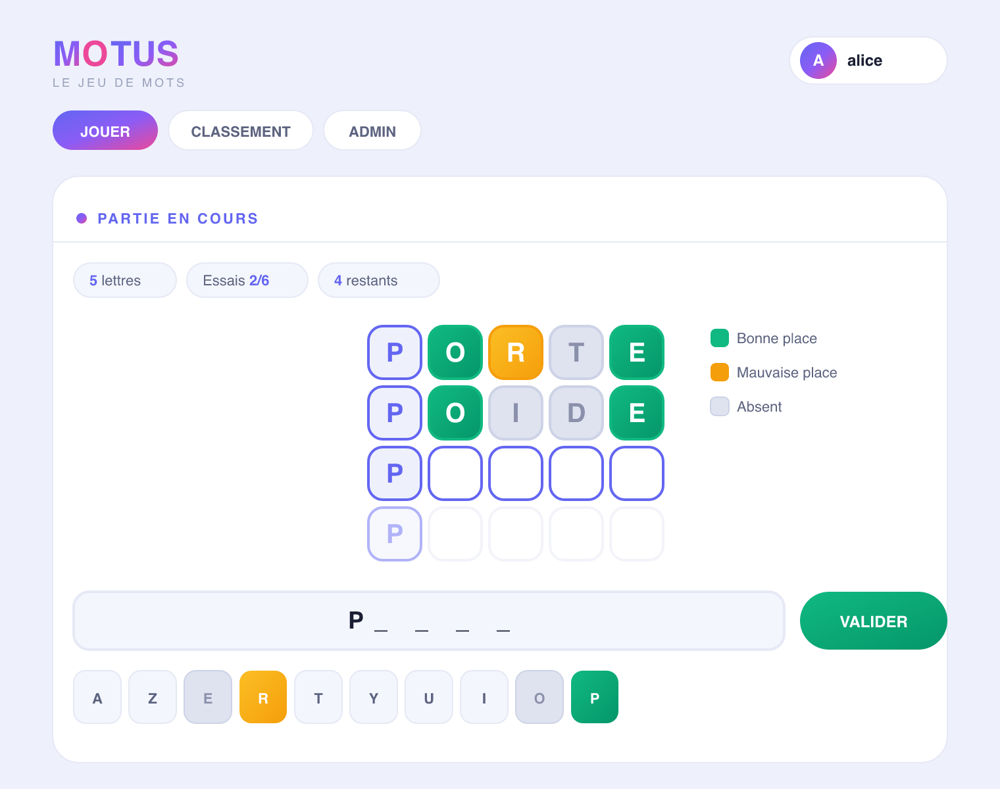 MOTUS
LE JEU DE MOTS
A alice
JOUER CLASSEMENT ADMIN
PARTIE EN COURS
5 lettres Essais 2/6 4 restants
P O R T E
Bonne place
P O I D E
Mauvaise place
Absent
P
P
P _ _ _ _
VALIDER
A Z E R T Y U I O P